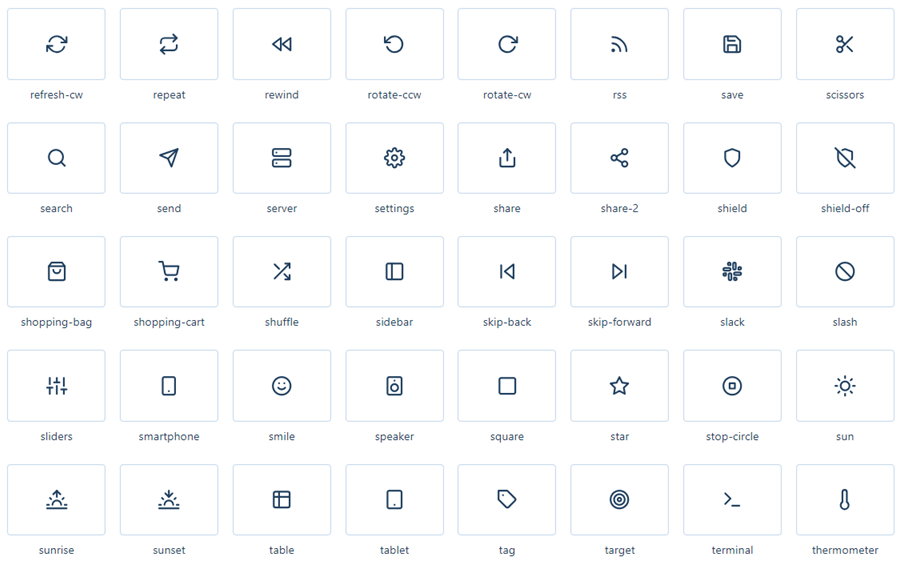 refresh-cw repeat rewind rotate-ccw rotate-cw rss save scissors
search send server settings share share-2 shield shield-off
shopping-bag shopping-cart shuffle sidebar skip-back skip-forward slack slash
sliders smartphone smile speaker square star stop-circle sun
sunrise sunset table tablet tag target terminal thermometer